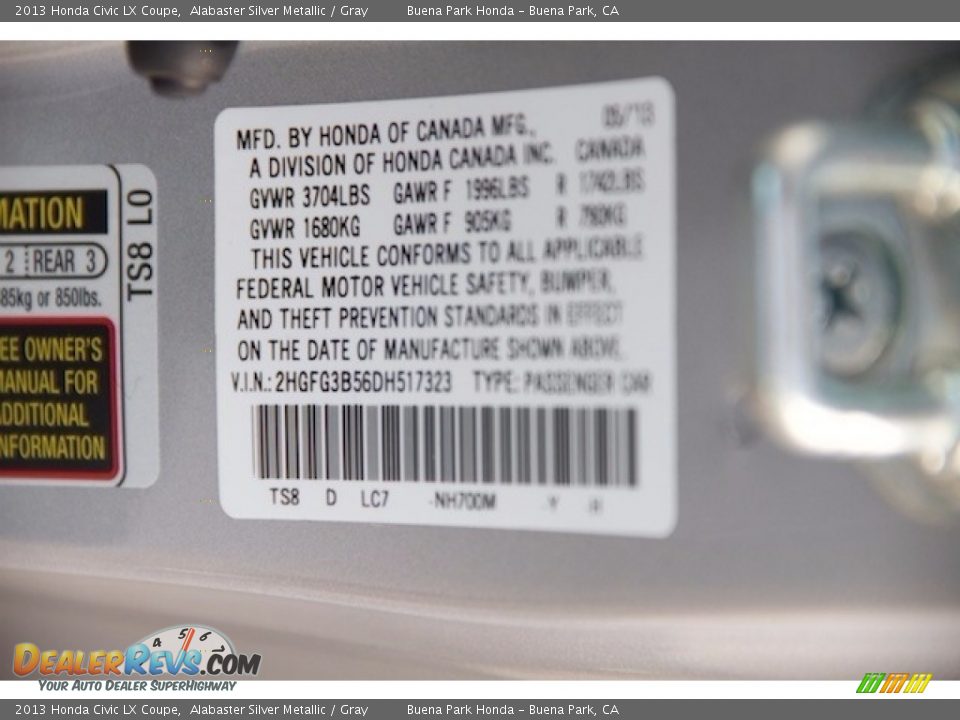 2013 Honda Civic LX Coupe, Alabaster Silver Metallic / Gray Buena Park Honda - Buena Park, CA
MFD. BY HONDA OF CANADA MFG., 05/13
A DIVISION OF HONDA CANADA INC. CANADA
GVWR 3704LBS GAWR F 1996LBS R 1742LBS
GVWR 1680KG GAWR F 905KG R 790KG
THIS VEHICLE CONFORMS TO ALL APPLICABLE
FEDERAL MOTOR VEHICLE SAFETY, BUMPER,
AND THEFT PREVENTION STANDARDS IN EFFECT
ON THE DATE OF MANUFACTURE SHOWN ABOVE.
V.I.N.: 2HGFG3B56DH517323 TYPE: PASSENGER CAR
TS8 D LC7 -NH700M Y
MATION
2 REAR 3
85kg or 850lbs.
EE OWNER'S
MANUAL FOR
ADDITIONAL
INFORMATION
TS8 L0
4 5 6
DEALERREVS.COM
YOUR AUTO DEALER SUPERHIGHWAY
2013 Honda Civic LX Coupe, Alabaster Silver Metallic / Gray Buena Park Honda - Buena Park, CA